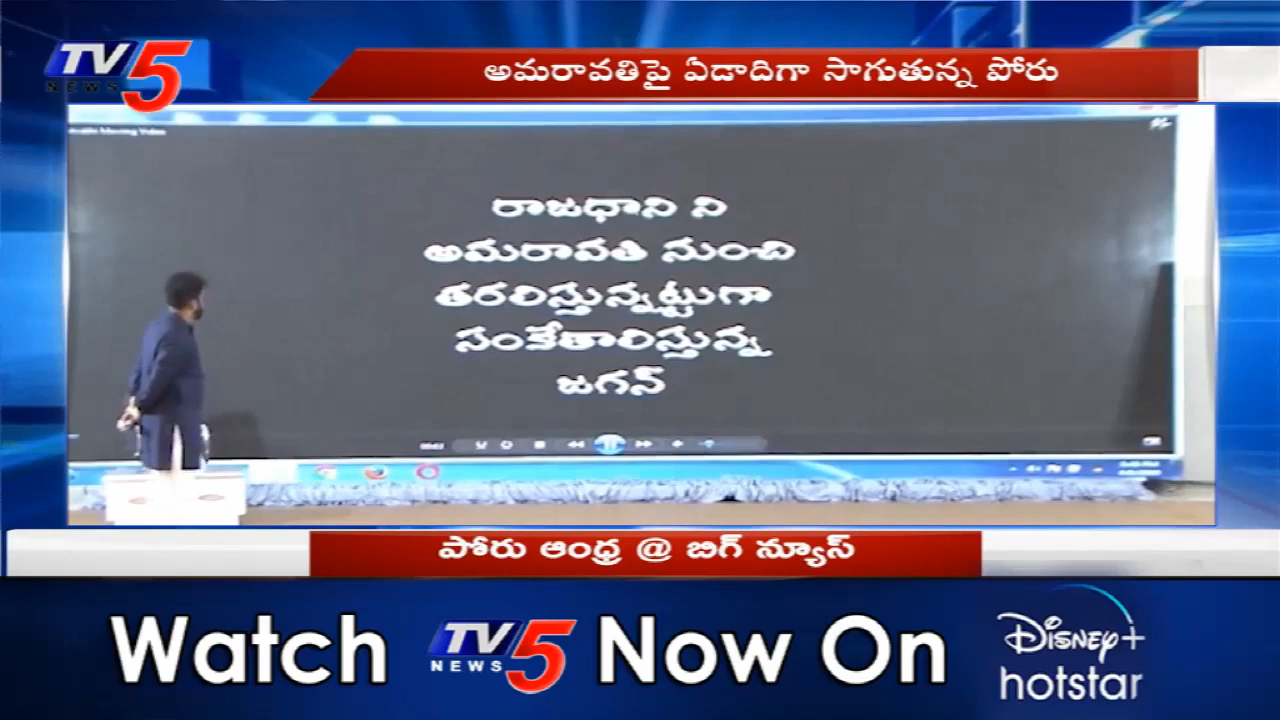 TV5
NEWS
అమరావతిపై ఏడాదిగా సాగుతున్న పోరు
రాజధాని ని
అమరావతి నుంచి
తరలిస్తున్నట్టుగా
సంకేతాలిస్తున్న
జగన్
పోరు ఆంధ్ర @ బిగ్ న్యూస్
Watch TV5 NEWS Now On Disney+ hotstar